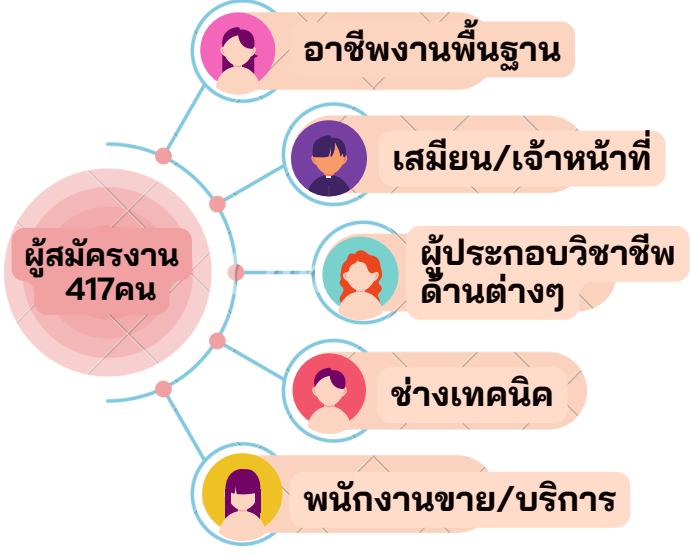 อาชีพงานพื้นฐาน
เสมียน/เจ้าหน้าที่
ผู้สมัครงาน
417คน
ผู้ประกอบวิชาชีพ
ด้านต่างๆ
ช่างเทคนิค
พนักงานขาย/บริการ